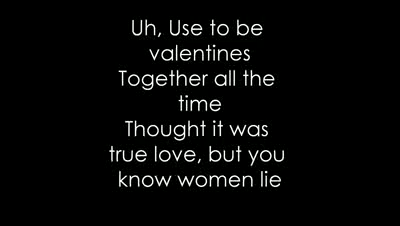 Uh, Use to be
valentines
Together all the
time
Thought it was
true love, but you
know women lie